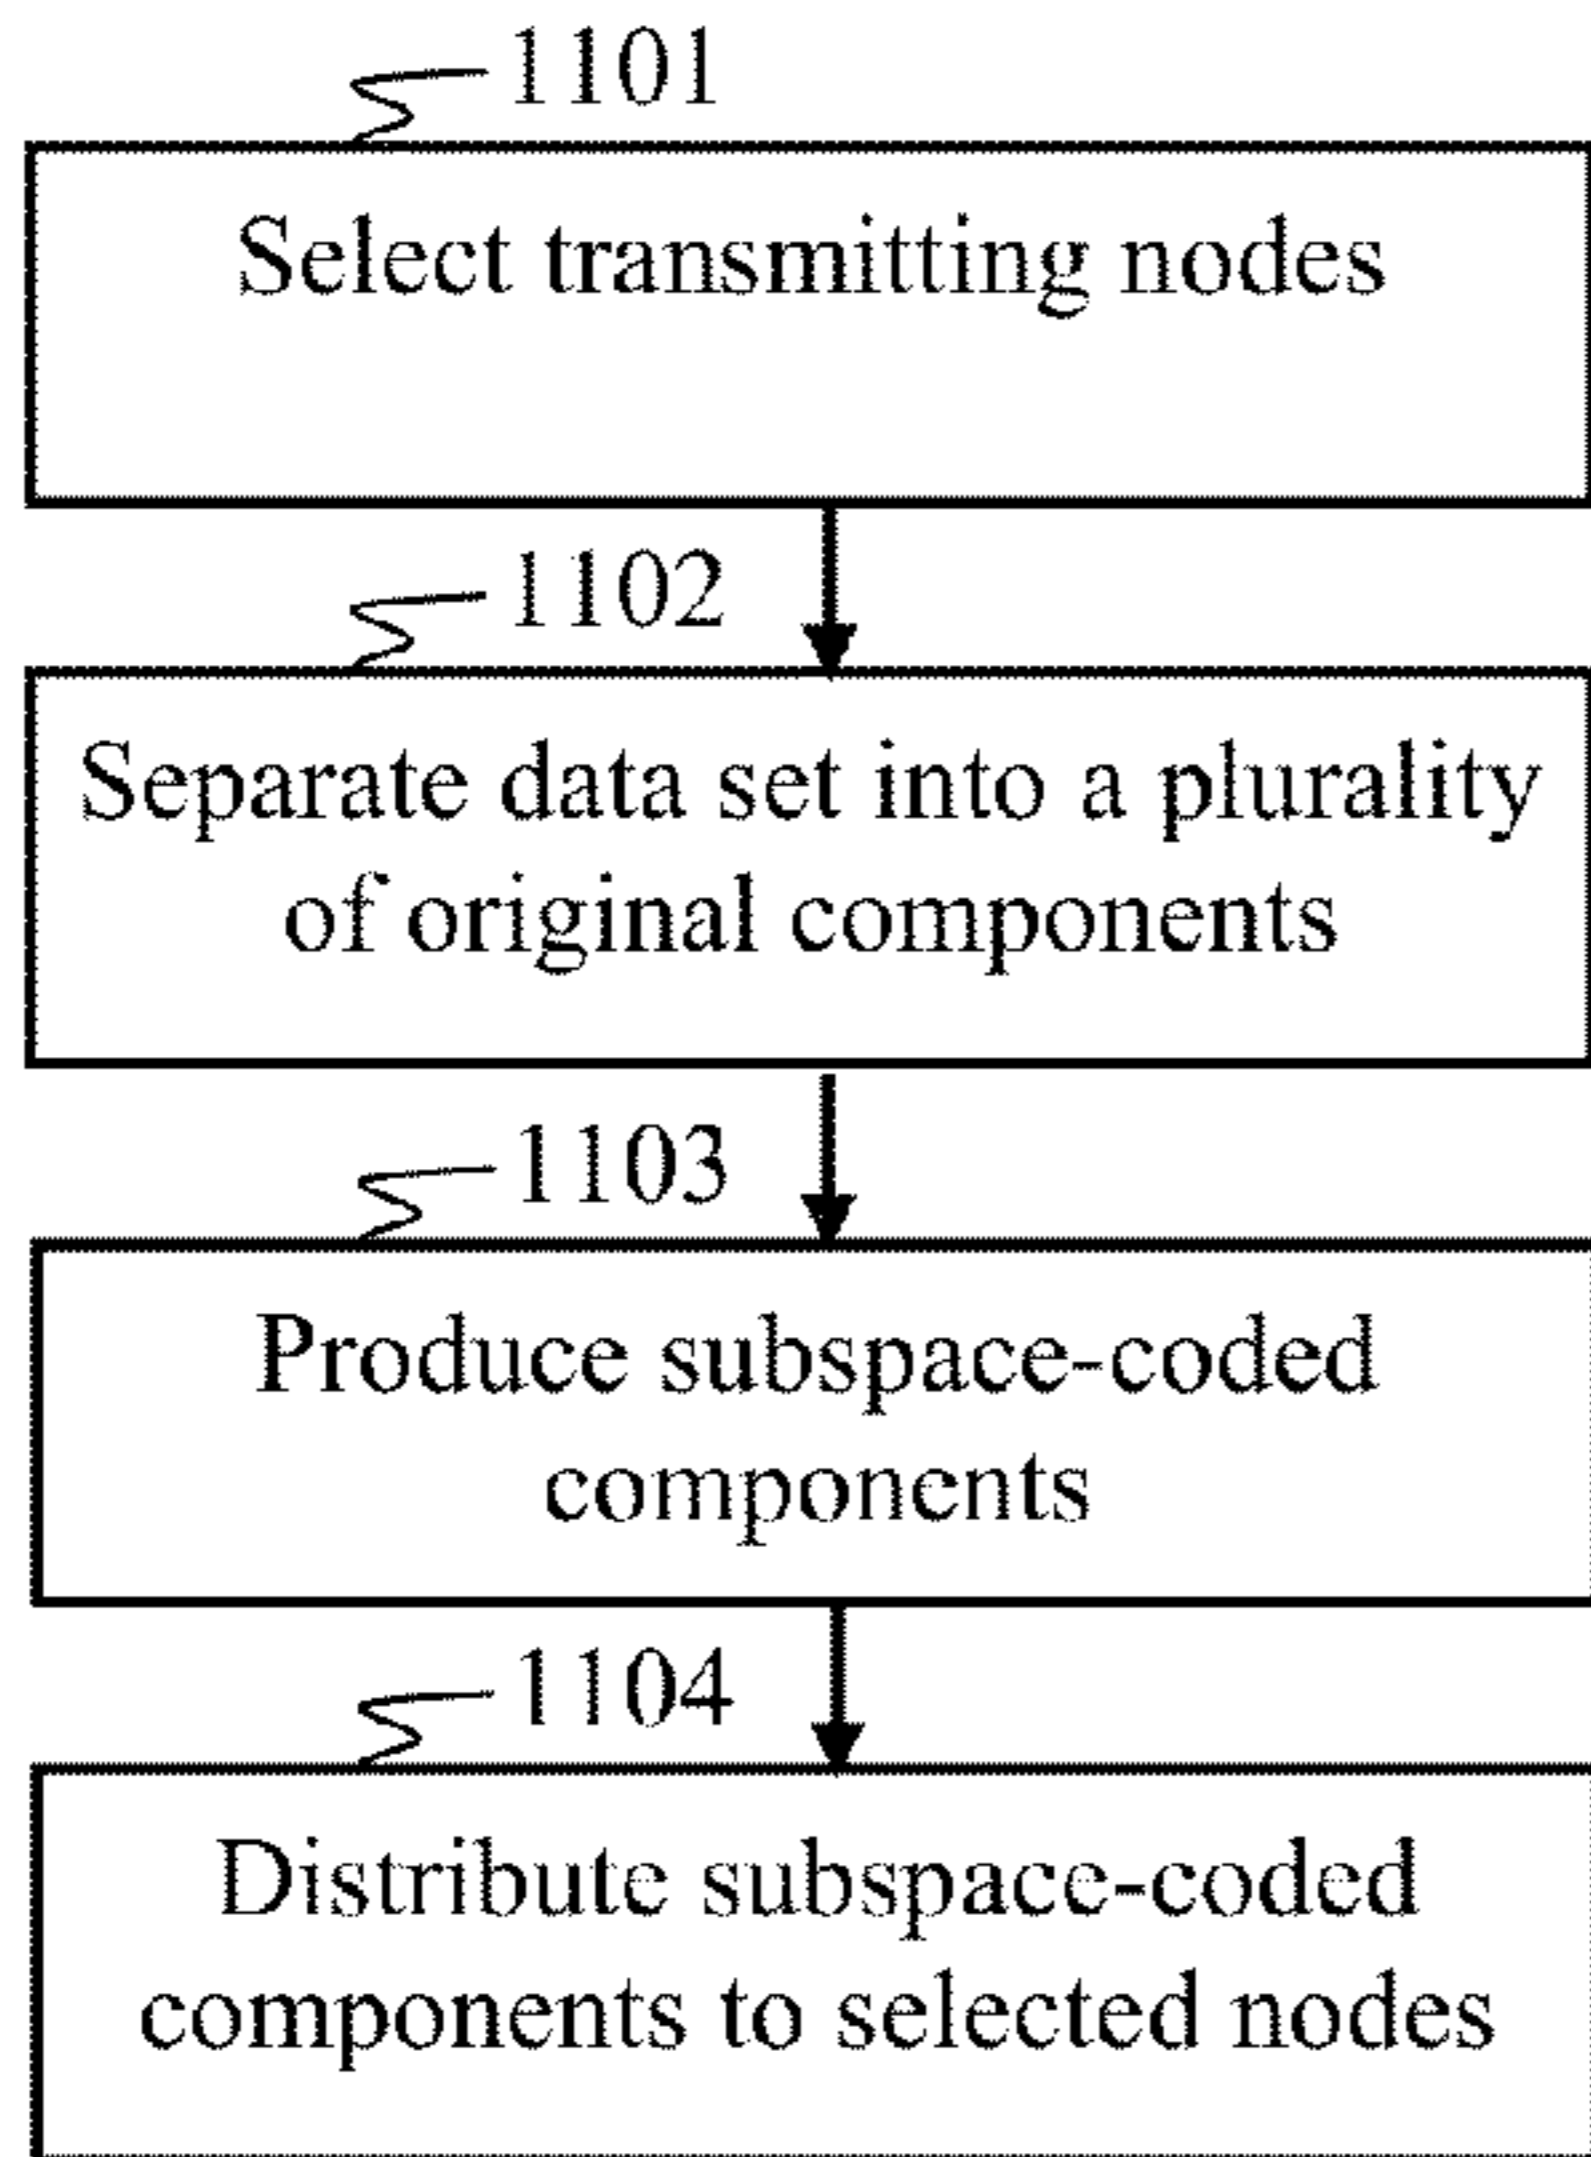 1101
Select transmitting nodes
1102
Separate data set into a plurality
of original components
1103
Produce subspace-coded
components
1104
Distribute subspace-coded
components to selected nodes